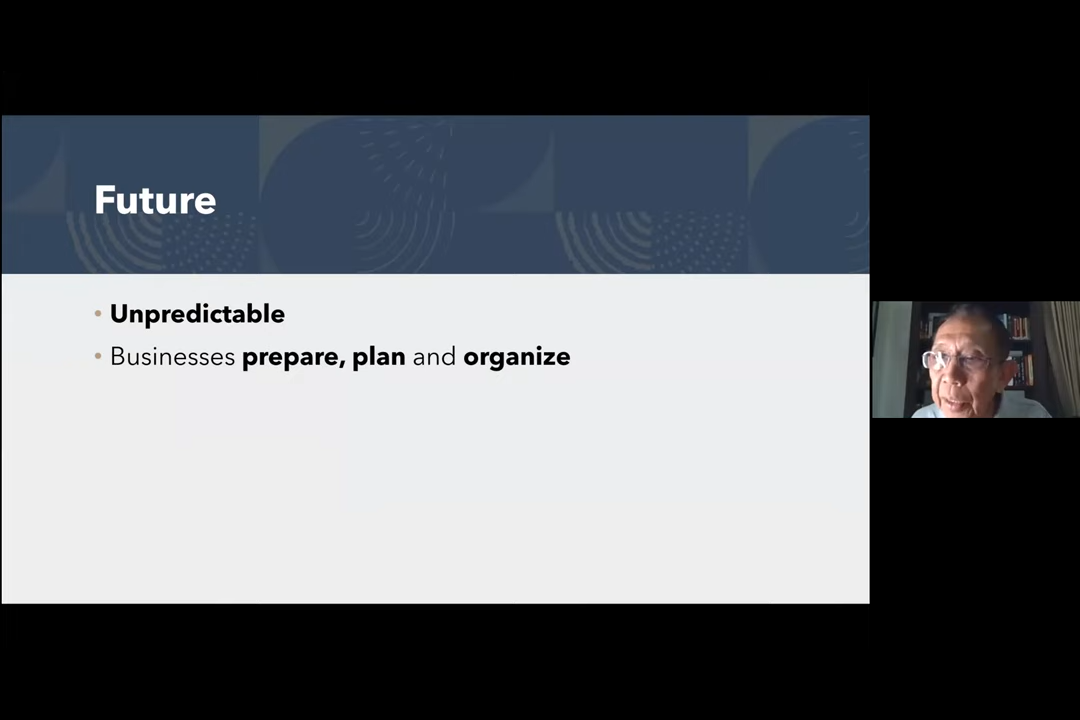 Future
• Unpredictable
• Businesses prepare, plan and organize